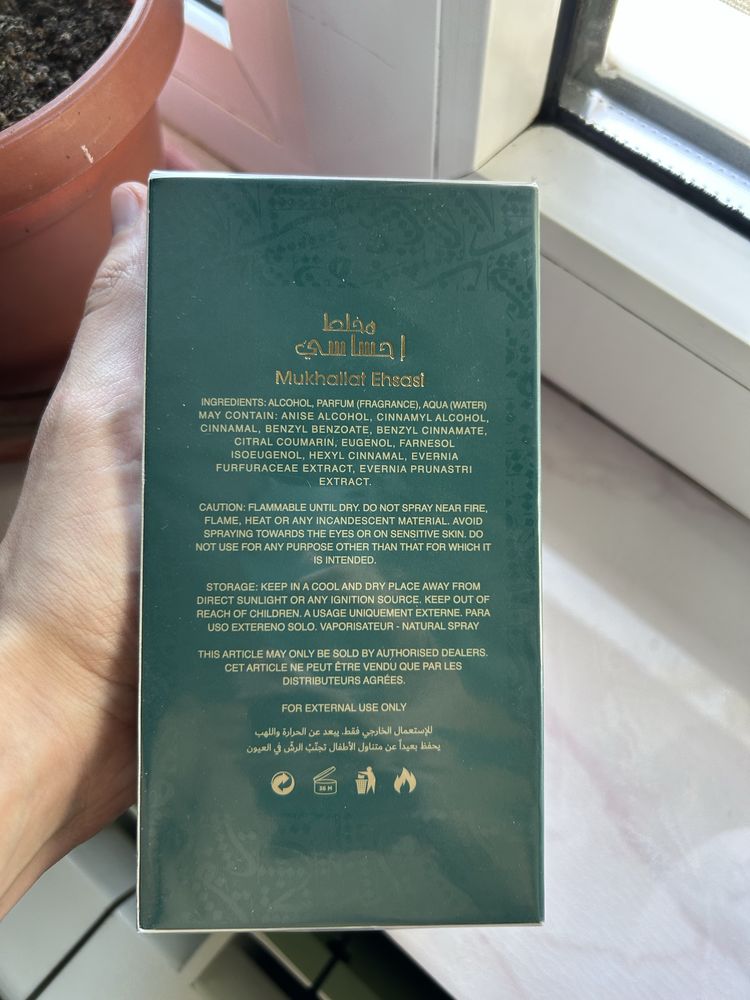 مخلط
إحساسي
Mukhallat Ehsasi
INGREDIENTS: ALCOHOL, PARFUM (FRAGRANCE), AQUA (WATER)
MAY CONTAIN: ANISE ALCOHOL, CINNAMYL ALCOHOL,
CINNAMAL, BENZYL BENZOATE, BENZYL CINNAMATE,
CITRAL COUMARIN, EUGENOL, FARNESOL
ISOEUGENOL, HEXYL CINNAMAL, EVERNIA
FURFURACEAE EXTRACT, EVERNIA PRUNASTRI
EXTRACT.
CAUTION: FLAMMABLE UNTIL DRY. DO NOT SPRAY NEAR FIRE,
FLAME, HEAT OR ANY INCANDESCENT MATERIAL. AVOID
SPRAYING TOWARDS THE EYES OR ON SENSITIVE SKIN. DO
NOT USE FOR ANY PURPOSE OTHER THAN THAT FOR WHICH IT
IS INTENDED.
STORAGE: KEEP IN A COOL AND DRY PLACE AWAY FROM
DIRECT SUNLIGHT OR ANY IGNITION SOURCE. KEEP OUT OF
REACH OF CHILDREN. A USAGE UNIQUEMENT EXTERNE. PARA
USO EXTERENO SOLO. VAPORISATEUR - NATURAL SPRAY
THIS ARTICLE MAY ONLY BE SOLD BY AUTHORISED DEALERS.
CET ARTICLE NE PEUT ÊTRE VENDU QUE PAR LES
DISTRIBUTEURS AGRÉES.
FOR EXTERNAL USE ONLY
للإستعمال الخارجي فقط. يبعد عن الحرارة واللهب
يحفظ بعيداً عن متناول الأطفال تجنّب الرشّ في العيون
36 M